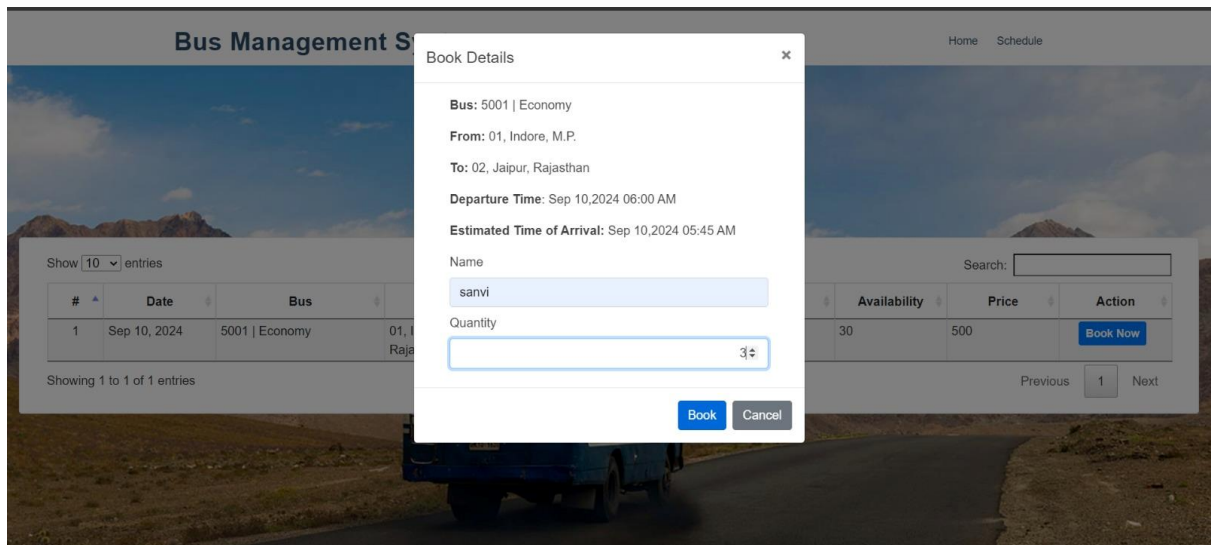 Bus Management S
Home Schedule
Book Details ×
Bus: 5001 | Economy
From: 01, Indore, M.P.
To: 02, Jaipur, Rajasthan
Departure Time: Sep 10,2024 06:00 AM
Estimated Time of Arrival: Sep 10,2024 05:45 AM
Name
sanvi
Quantity
3
Book Cancel
Show 10 entries
Search:
# Date Bus Availability Price Action
1 Sep 10, 2024 5001 | Economy 01, I 30 500 Book Now
Raja
Showing 1 to 1 of 1 entries
Previous 1 Next